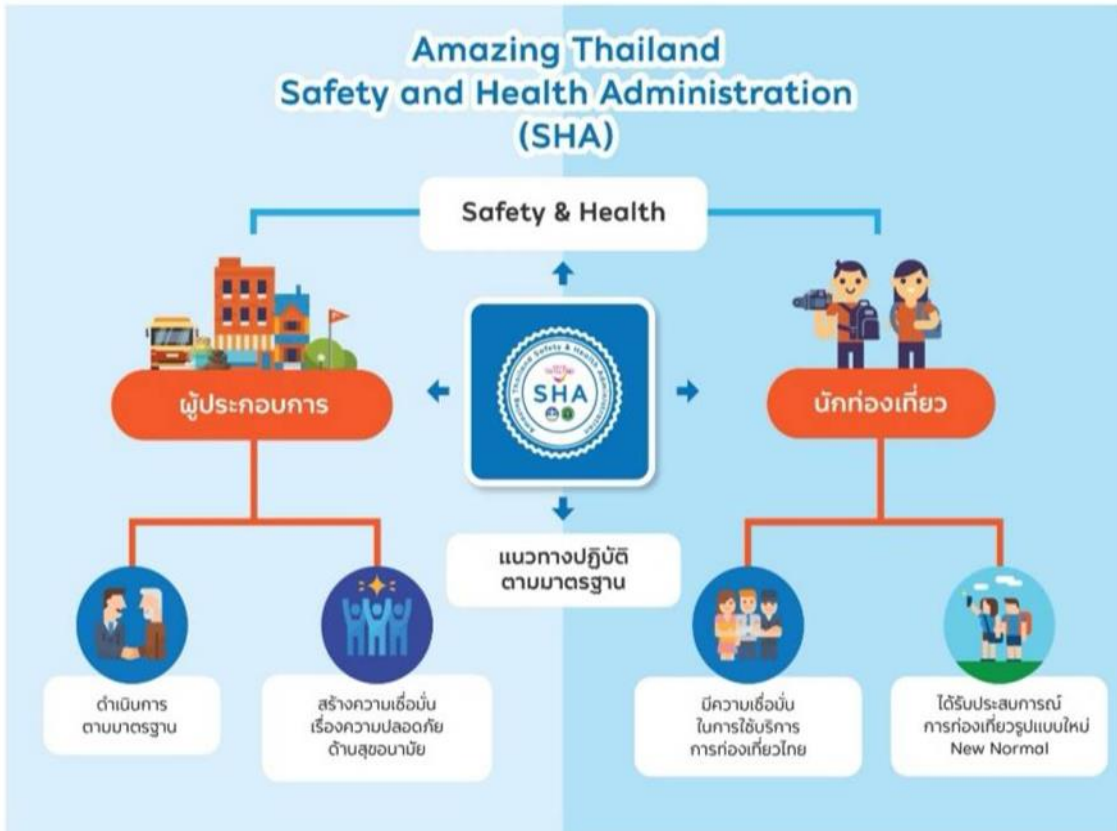 Amazing Thailand
Safety and Health Administration
(SHA)
Safety & Health
Amazing Thailand Safety & Health Administration
SHA
ผู้ประกอบการ
นักท่องเที่ยว
แนวทางปฏิบัติ
ตามมาตรฐาน
ดำเนินการ
ตามมาตรฐาน
สร้างความเชื่อมั่น
เรื่องความปลอดภัย
ด้านสุขอนามัย
มีความเชื่อมั่น
ในการใช้บริการ
การท่องเที่ยวไทย
ได้รับประสบการณ์
การท่องเที่ยวรูปแบบใหม่
New Normal